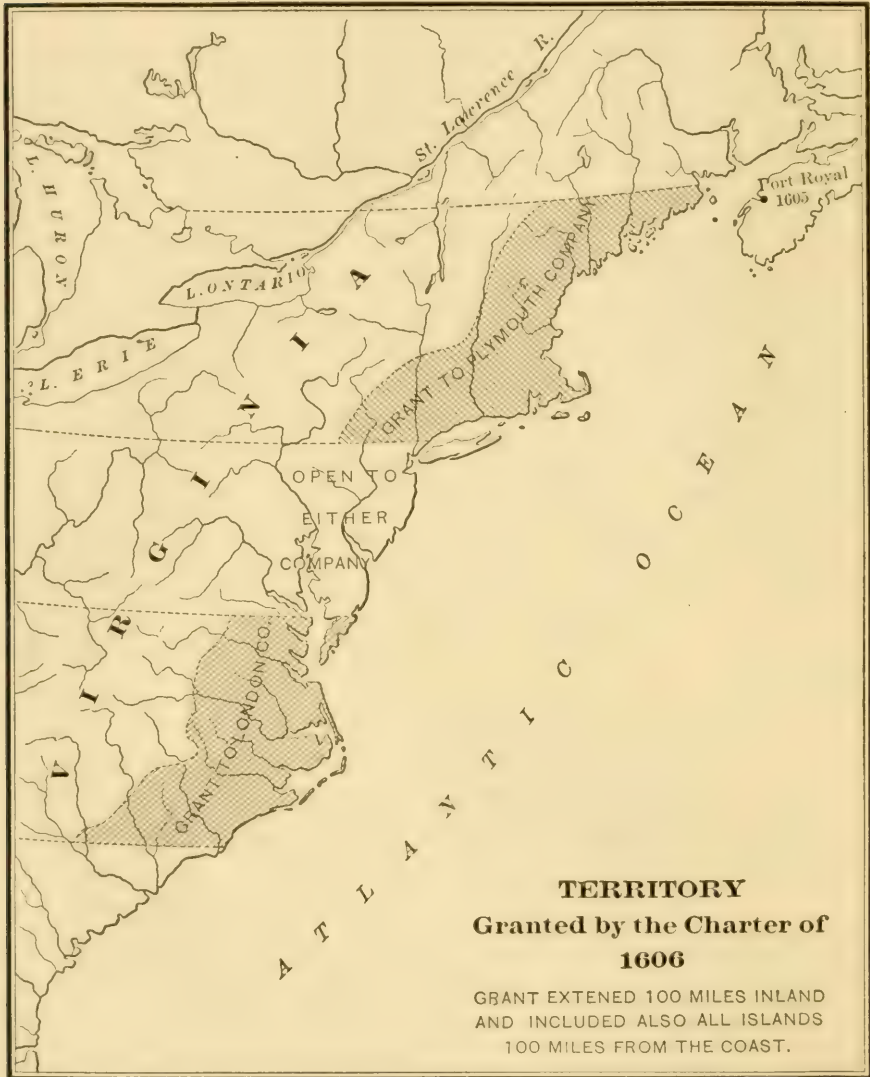 St. Lawrence R.
L. HURON
Port Royal
1605
L. ONTARIO
L. ERIE
VIRGINIA
GRANT TO PLYMOUTH COMPANY
OPEN TO
EITHER
COMPANY
GRANT TO LONDON CO.
ATLANTIC OCEAN
TERRITORY
Granted by the Charter of
1606
GRANT EXTENED 100 MILES INLAND
AND INCLUDED ALSO ALL ISLANDS
100 MILES FROM THE COAST.